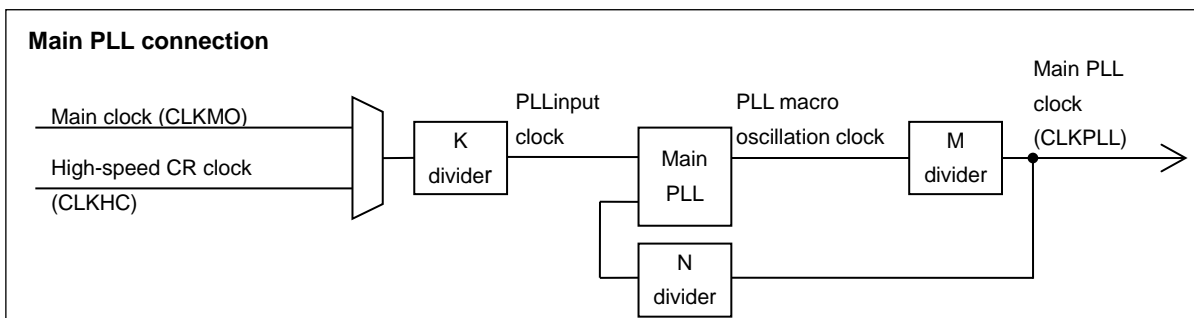 Main PLL connection
Main clock (CLKMO)
High-speed CR clock
(CLKHC)
K
divider
PLLinput
clock
Main
PLL
PLL macro
oscillation clock
M
divider
Main PLL
clock
(CLKPLL)
N
divider